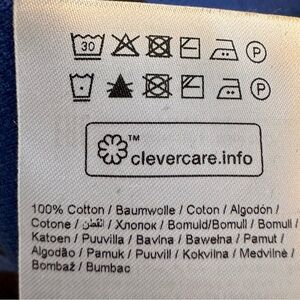 30 P
P
™
clevercare.info
100% Cotton / Baumwolle / Coton / Algodón /
Cotone / القطن / Хлопок / Bomuld/Bomull / Bomull /
Katoen / Puuvilla / Bavlna / Bawełna / Pamut /
Algodão / Pamuk / Puuvill / Kokvilna / Medvilnė /
Bombaž / Bumbac